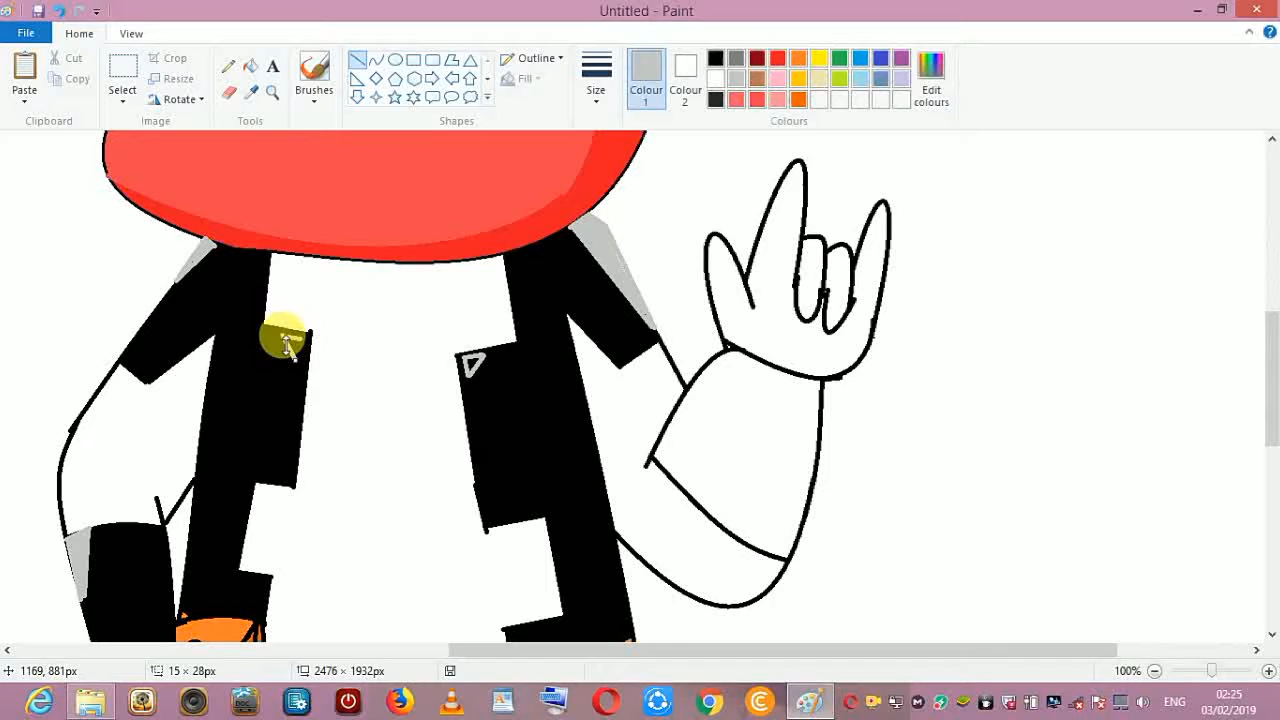 Untitled - Paint
File
Home
View
Paste
Cut
Copy
Clipboard
Select
Crop
Resize
Rotate
Image
A
Tools
Brushes
Outline
Fill
Shapes
Size
Colour 1
Colour 2
Edit colours
Colours
1169, 881px
15 × 28px
2476 × 1932px
100%
ENG
02:25
03/02/2019